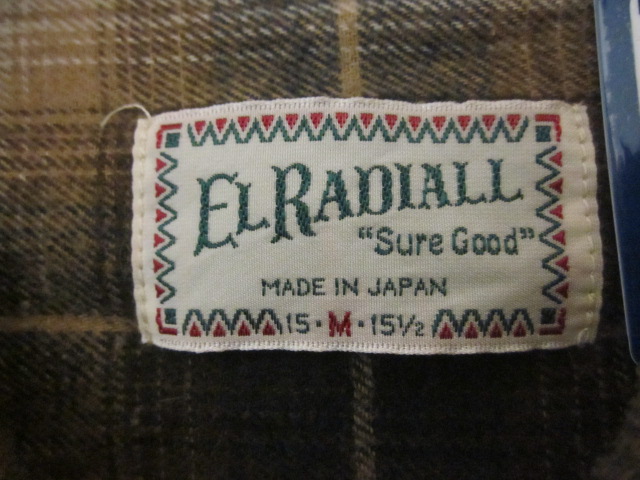 ELRADIALL
"Sure Good"
MADE IN JAPAN
15·M·15½